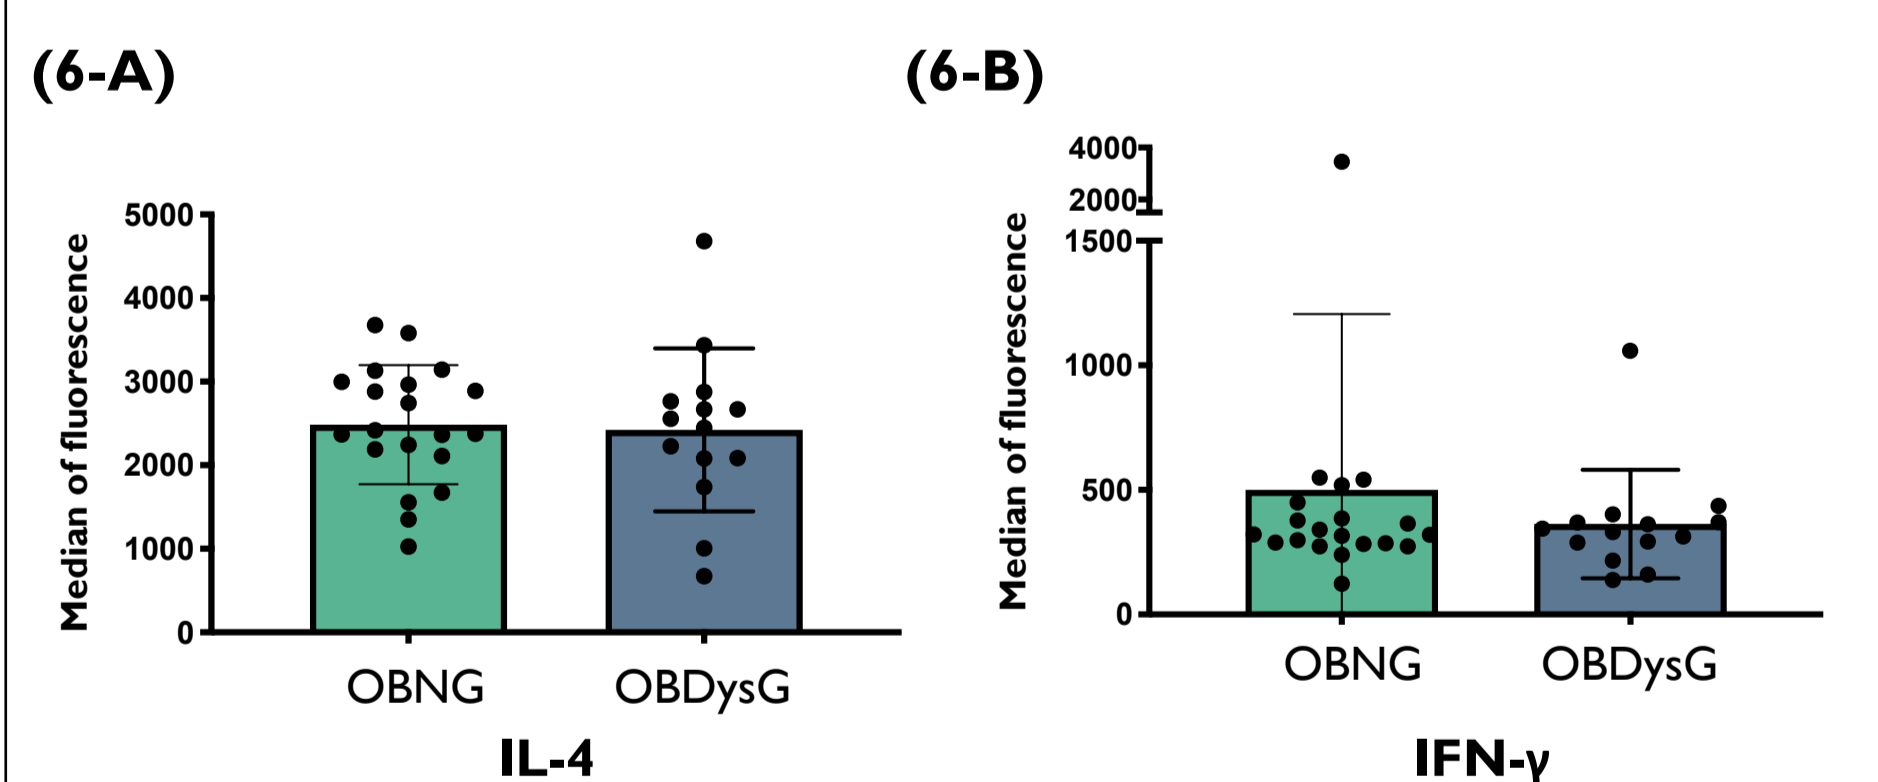 (6-A)
Median of fluorescence
5000
4000
3000
2000
1000
0
OBNG OBDysG
IL-4
(6-B)
Median of fluorescence
4000
2000
1500
1000
500
0
OBNG OBDysG
IFN-γ